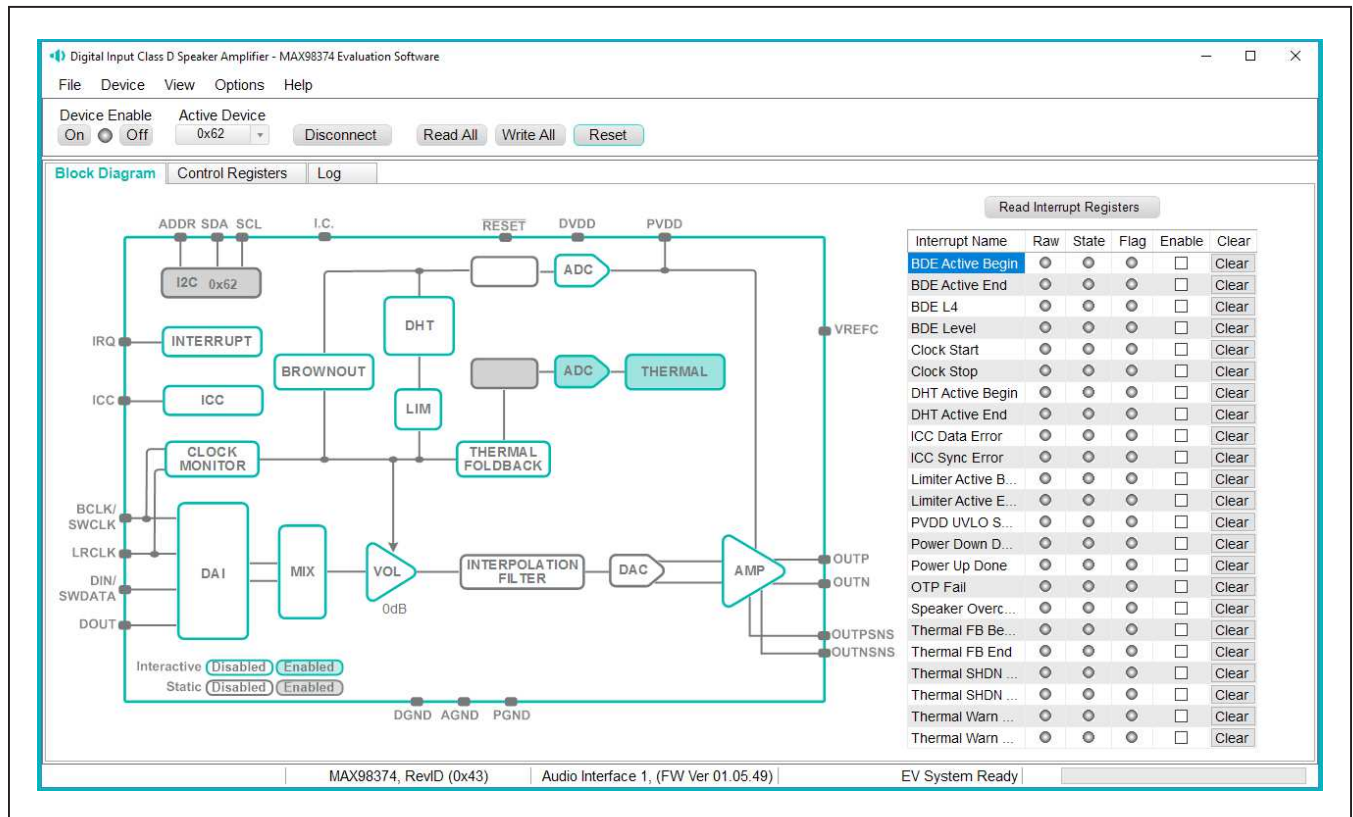 Digital Input Class D Speaker Amplifier - MAX98374 Evaluation Software
File Device View Options Help
Device Enable Active Device
On Off 0x62 Disconnect Read All Write All Reset
Block Diagram Control Registers Log
Read Interrupt Registers
ADDR SDA SCL I.C. RESET DVDD PVDD
I2C 0x62
ADC
DHT
IRQ
INTERRUPT
VREFC
BROWNOUT
ADC
THERMAL
ICC
ICC
LIM
CLOCK
MONITOR
THERMAL
FOLDBACK
BCLK/
SWCLK
LRCLK
DIN/
SWDATA
DOUT
DAI
MIX
VOL
0dB
INTERPOLATION
FILTER
DAC
AMP
OUTP
OUTN
OUTPSNS
OUTNSNS
Interactive Disabled Enabled
Static Disabled Enabled
DGND AGND PGND
Interrupt Name Raw State Flag Enable Clear
BDE Active Begin Clear
BDE Active End Clear
BDE L4 Clear
BDE Level Clear
Clock Start Clear
Clock Stop Clear
DHT Active Begin Clear
DHT Active End Clear
ICC Data Error Clear
ICC Sync Error Clear
Limiter Active B... Clear
Limiter Active E... Clear
PVDD UVLO S... Clear
Power Down D... Clear
Power Up Done Clear
OTP Fail Clear
Speaker Overc... Clear
Thermal FB Be... Clear
Thermal FB End Clear
Thermal SHDN ... Clear
Thermal SHDN ... Clear
Thermal Warn ... Clear
Thermal Warn ... Clear
MAX98374, RevID (0x43) Audio Interface 1, (FW Ver 01.05.49) EV System Ready